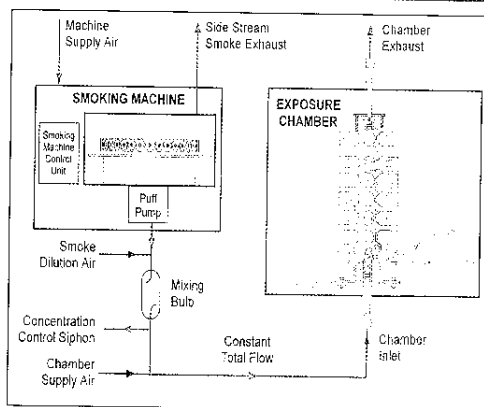 Machine
Supply Air
Side Stream
Smoke Exhaust
Chamber
Exhaust
SMOKING MACHINE
Smoking
Machine
Control
Unit
Puff
Pump
EXPOSURE
CHAMBER
Smoke
Dilution Air
Mixing
Bulb
Concentration
Control Siphon
Constant
Total Flow
Chamber
Inlet
Chamber
Supply Air